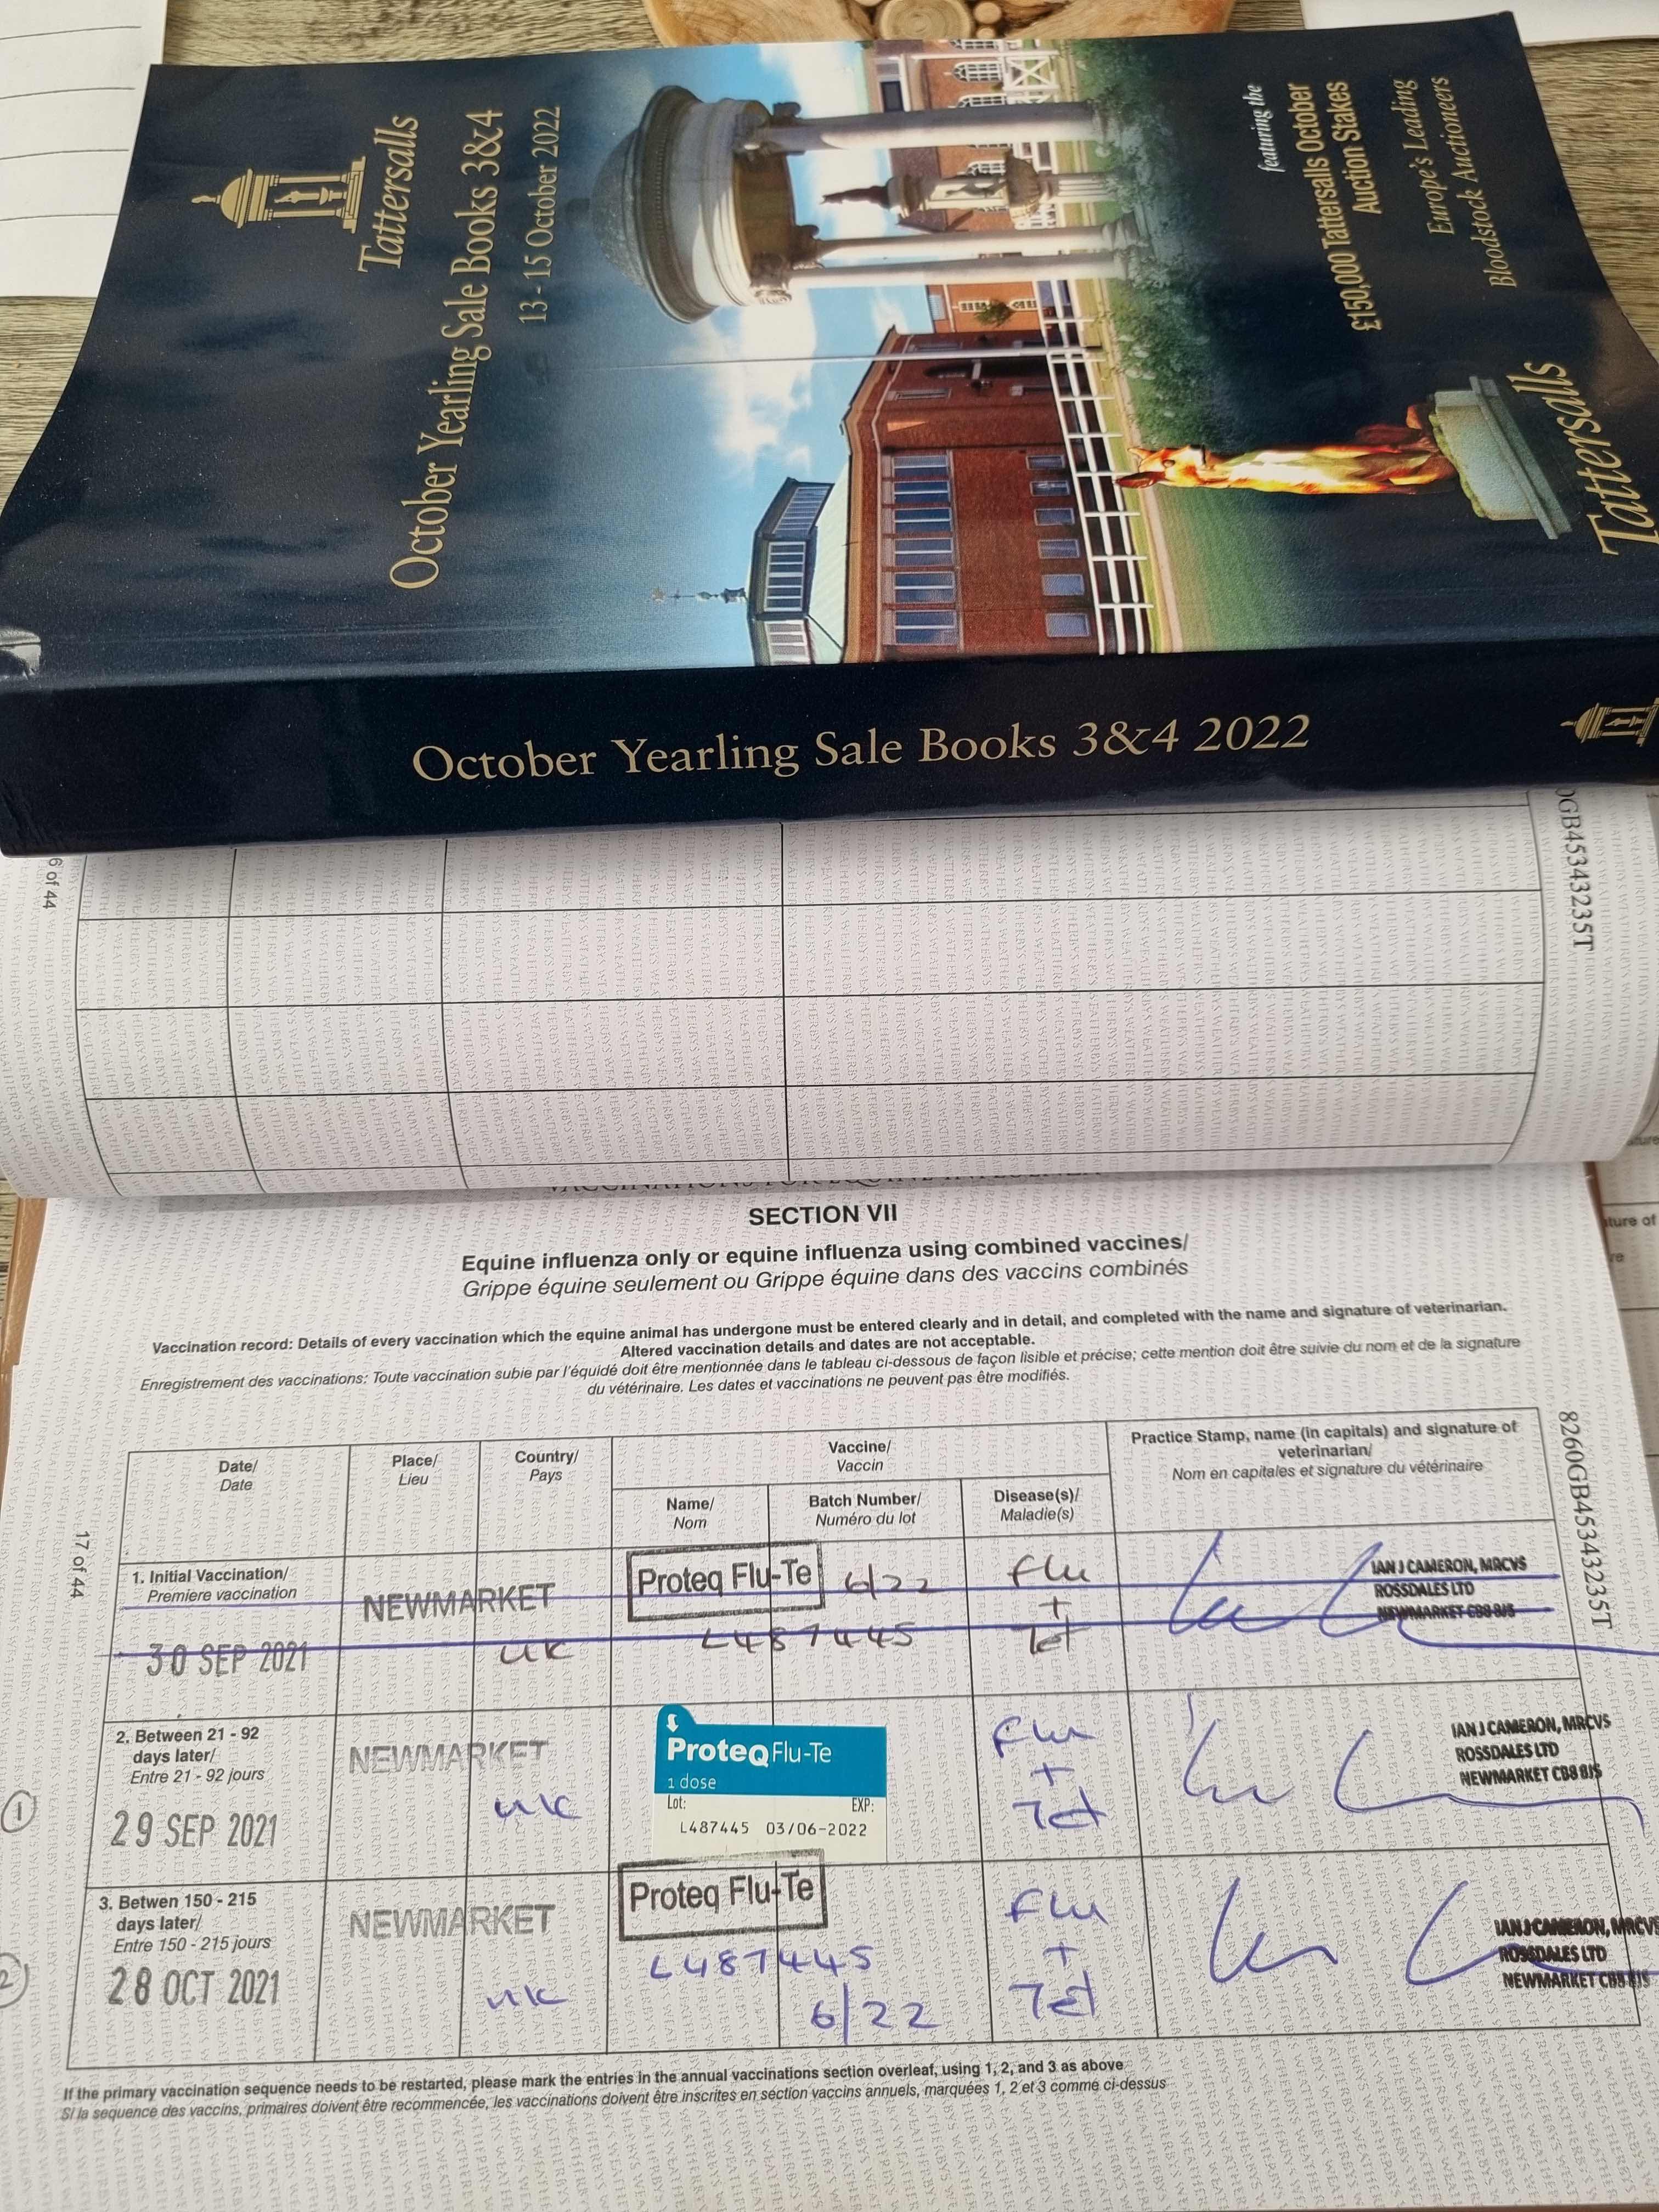 Tattersalls
October Yearling Sale Books 3&4
13 - 15 October 2022
featuring the
£150,000 Tattersalls October
Auction Stakes
Europe's Leading
Bloodstock Auctioneers
Tattersalls
October Yearling Sale Books 3&4 2022
6 of 44
GB45343235T
SECTION VII
Equine influenza only or equine influenza using combined vaccines/
Grippe équine seulement ou Grippe équine dans des vaccins combinés
Vaccination record: Details of every vaccination which the equine animal has undergone must be entered clearly and in detail, and completed with the name and signature of veterinarian.
Altered vaccination details and dates are not acceptable.
Enregistrement des vaccinations: Toute vaccination subie par l'équidé doit être mentionnée dans le tableau ci-dessous de façon lisible et précise; cette mention doit être suivie du nom et de la signature
du vétérinaire. Les dates et vaccinations ne peuvent pas être modifiés.
17 of 44
8260GB45343235T
Date/
Date
Place/
Lieu
Country/
Pays
Vaccine/
Vaccin
Name/
Nom
Batch Number/
Numéro du lot
Disease(s)/
Maladie(s)
Practice Stamp, name (in capitals) and signature of
veterinarian/
Nom en capitales et signature du vétérinaire
1. Initial Vaccination/
Premiere vaccination
30 SEP 2021
NEWMARKET
UK
Proteq Flu-Te 6/22
L487445
Flu
+
Tet
IAN J CAMERON, MRCVS
ROSSDALES LTD
NEWMARKET CB8 8JS
1
2. Between 21 - 92
days later/
Entre 21 - 92 jours
29 SEP 2021
NEWMARKET
UK
ProteqFlu-Te
1 dose
Lot: EXP:
L487445 03/06-2022
Flu
+
Tet
IAN J CAMERON, MRCVS
ROSSDALES LTD
NEWMARKET CB8 8JS
2
3. Betwen 150 - 215
days later/
Entre 150 - 215 jours
28 OCT 2021
NEWMARKET
UK
Proteq Flu-Te
L487445
6/22
Flu
+
Tet
IAN J CAMERON, MRCVS
ROSSDALES LTD
NEWMARKET CB8 8JS
If the primary vaccination sequence needs to be restarted, please mark the entries in the annual vaccinations section overleaf, using 1, 2, and 3 as above
Si la sequence des vaccins, primaires doivent être recommencée, les vaccinations doivent être inscrites en section vaccins annuels, marquées 1, 2 et 3 comme ci-dessus